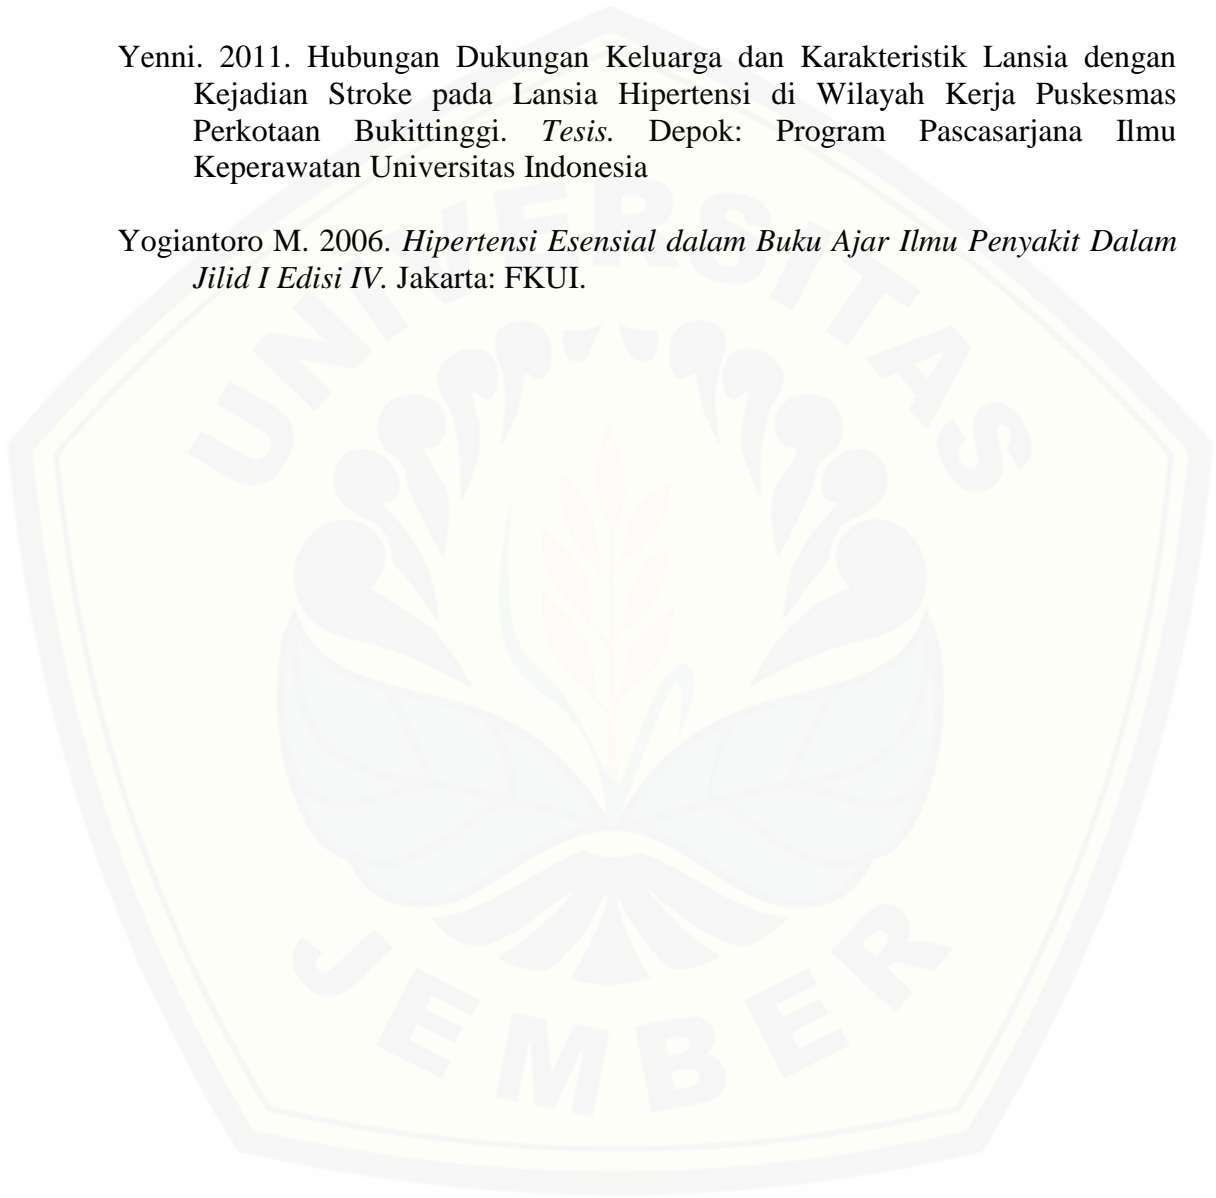 Yenni. 2011. Hubungan Dukungan Keluarga dan Karakteristik Lansia dengan
Kejadian Stroke pada Lansia Hipertensi di Wilayah Kerja Puskesmas
Perkotaan Bukittinggi. Tesis. Depok: Program Pascasarjana Ilmu
Keperawatan Universitas Indonesia
Yogiantoro M. 2006. Hipertensi Esensial dalam Buku Ajar Ilmu Penyakit Dalam
Jilid I Edisi IV. Jakarta: FKUI.
UNIVERSITAS
JEMBER